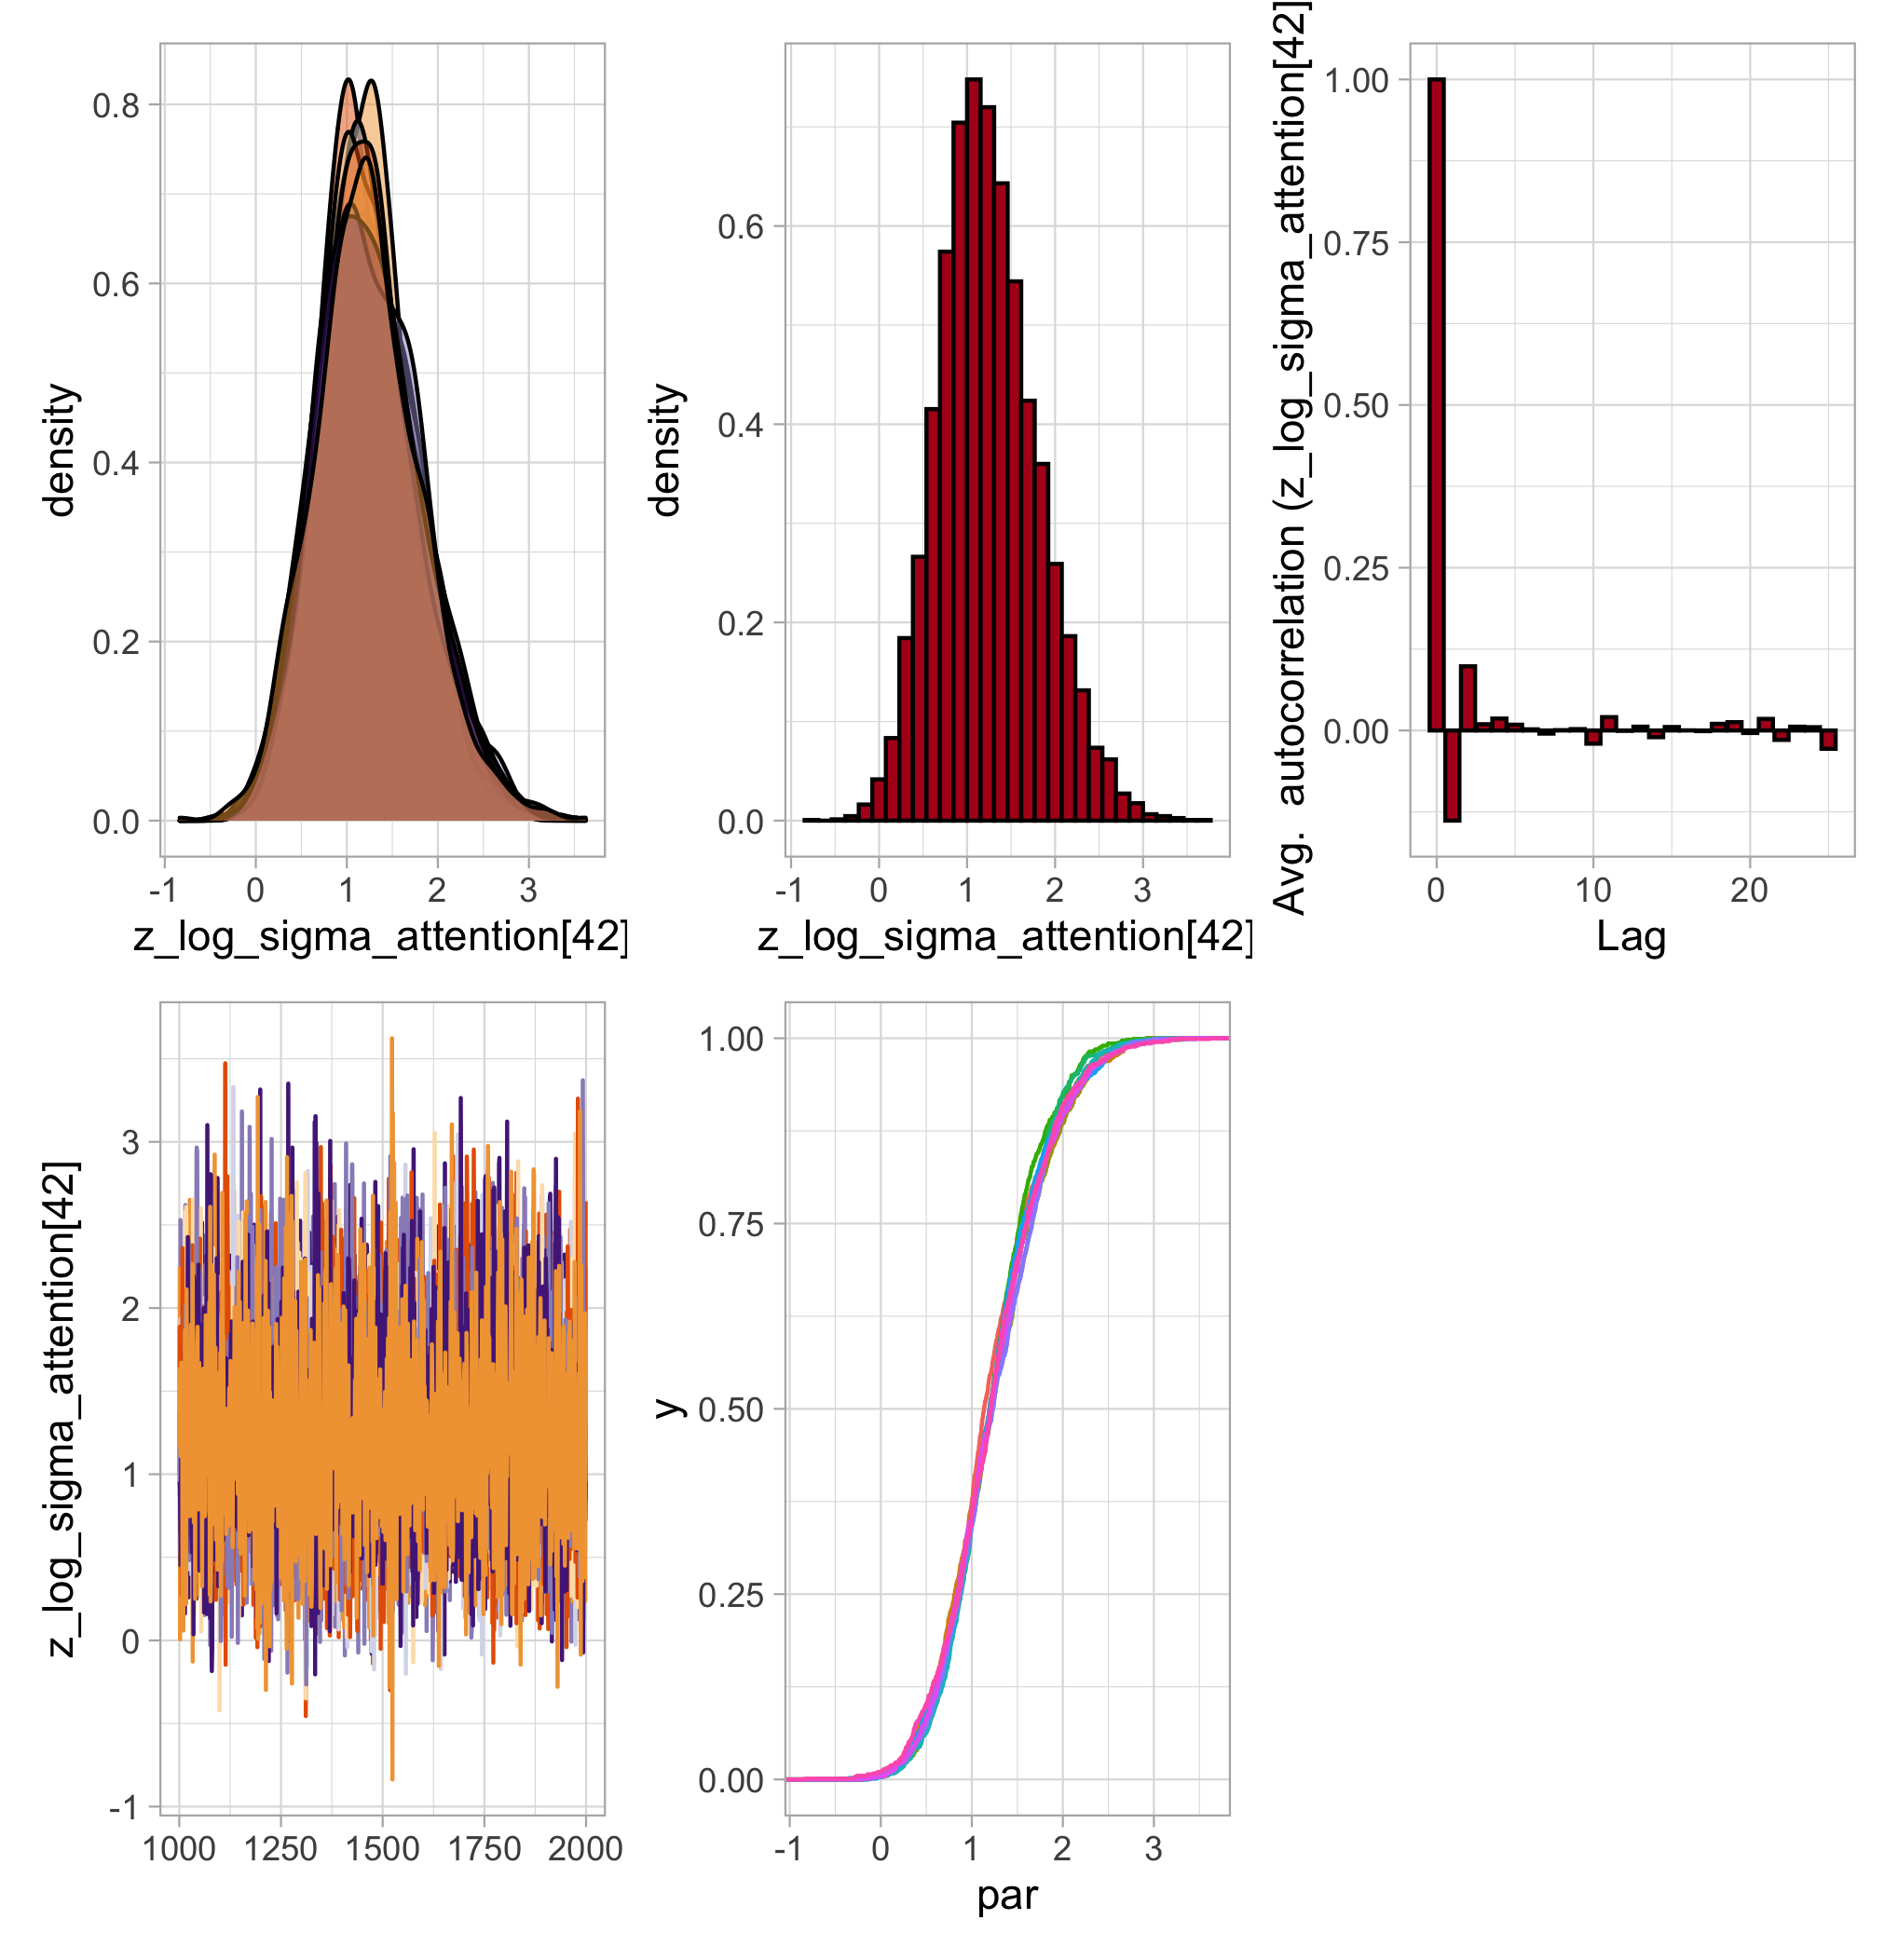 density
0.8
0.6
0.4
0.2
0.0
-1 0 1 2 3
z_log_sigma_attention[42]
density
0.6
0.4
0.2
0.0
-1 0 1 2 3
z_log_sigma_attention[42]
Avg. autocorrelation (z_log_sigma_attention[42]
1.00
0.75
0.50
0.25
0.00
0 10 20
Lag
z_log_sigma_attention[42]
3
2
1
0
-1
1000 1250 1500 1750 2000
y
1.00
0.75
0.50
0.25
0.00
-1 0 1 2 3
par